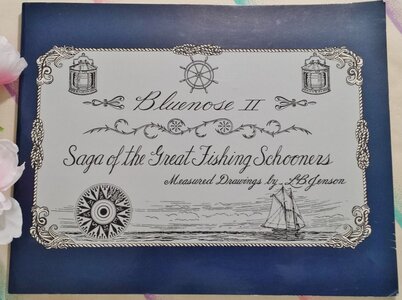 Bluenose II
Saga of the Great Fishing Schooners
Measured Drawings by L B Jenson